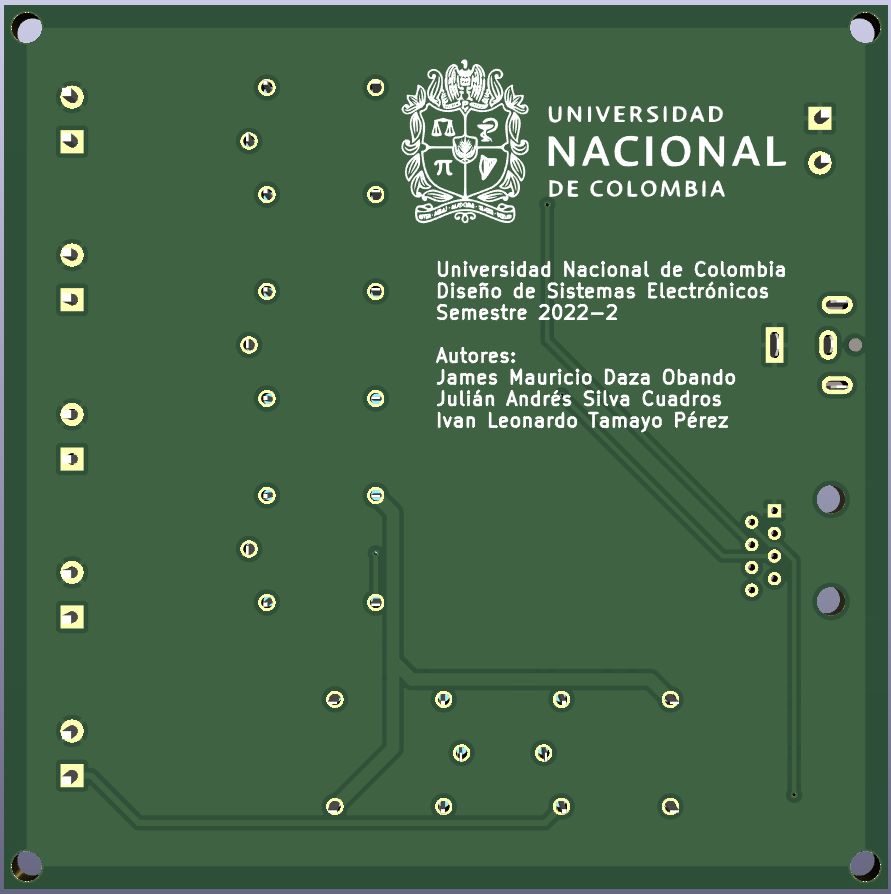 UNIVERSIDAD
NACIONAL
DE COLOMBIA
Universidad Nacional de Colombia
Diseño de Sistemas Electrónicos
Semestre 2022-2
Autores:
James Mauricio Daza Obando
Julián Andrés Silva Cuadros
Ivan Leonardo Tamayo Pérez